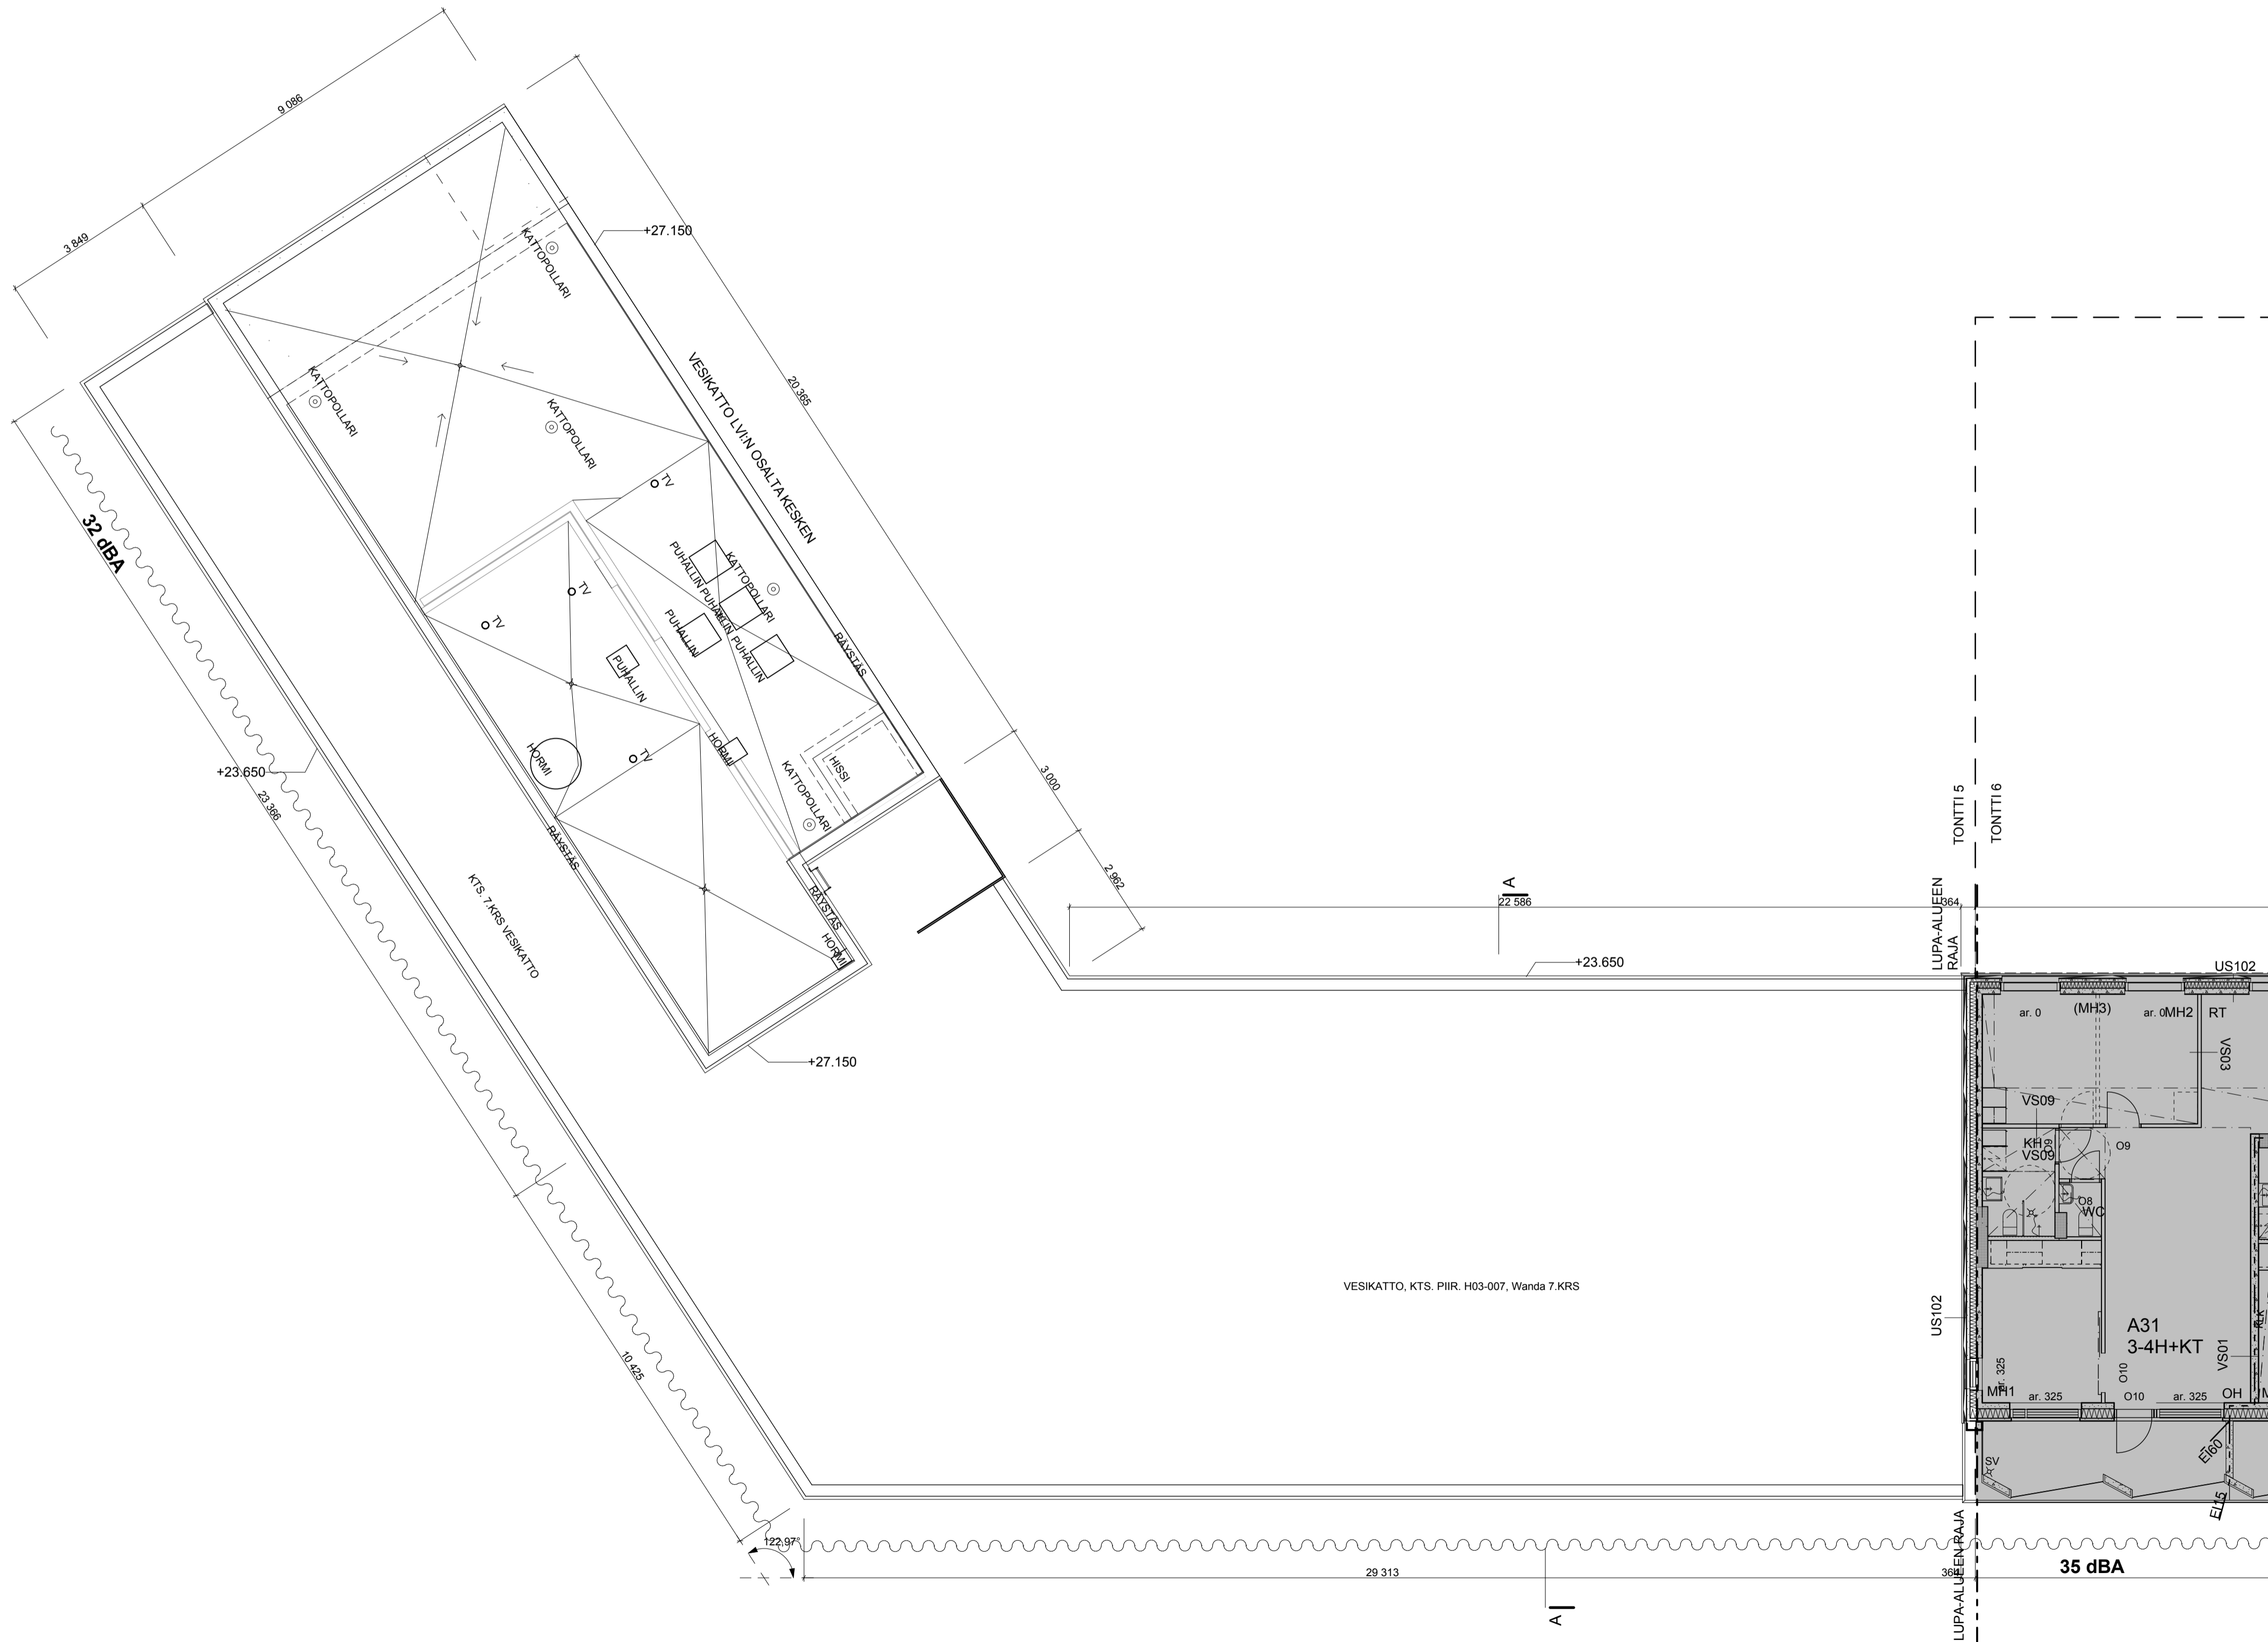 9 086
3 849
+27.150
KATTOPOLLARI
KATTOPOLLARI
KATTOPOLLARI
VESIKATTO LVI:N OSALTA KESKEN
20 365
TV
32 dBA
PUHALLIN
PUHALLIN
KATTOPOLLARI
PUHALLIN
PUHALLIN
TV
TV
PUHALLIN
RÄYSTÄS
HORMI
TV
HORMI
HISSI
KATTOPOLLARI
+23.650
23 366
RÄYSTÄS
3 000
2 962
RÄYSTÄS
HORMI
KTS. 7.KRS VESIKATTO
+27.150
A
22 586
364
+23.650
TONTTI 5
TONTTI 6
LUPA-ALUEEN
RAJA
US102
ar. 0
(MH3)
ar. 0
MH2
RT
VS03
VS09
KH
O9
VS09
O9
O8
WC
VESIKATTO, KTS. PIIR. H03-007, Wanda 7.KRS
US102
A31
3-4H+KT
VS01
RLK
ar. 325
MH1
ar. 325
O10
O10
ar. 325
OH
M
10 425
EI60
SV
EI15
122,97°
29 313
364
LUPA-ALUEEN RAJA
35 dBA
A